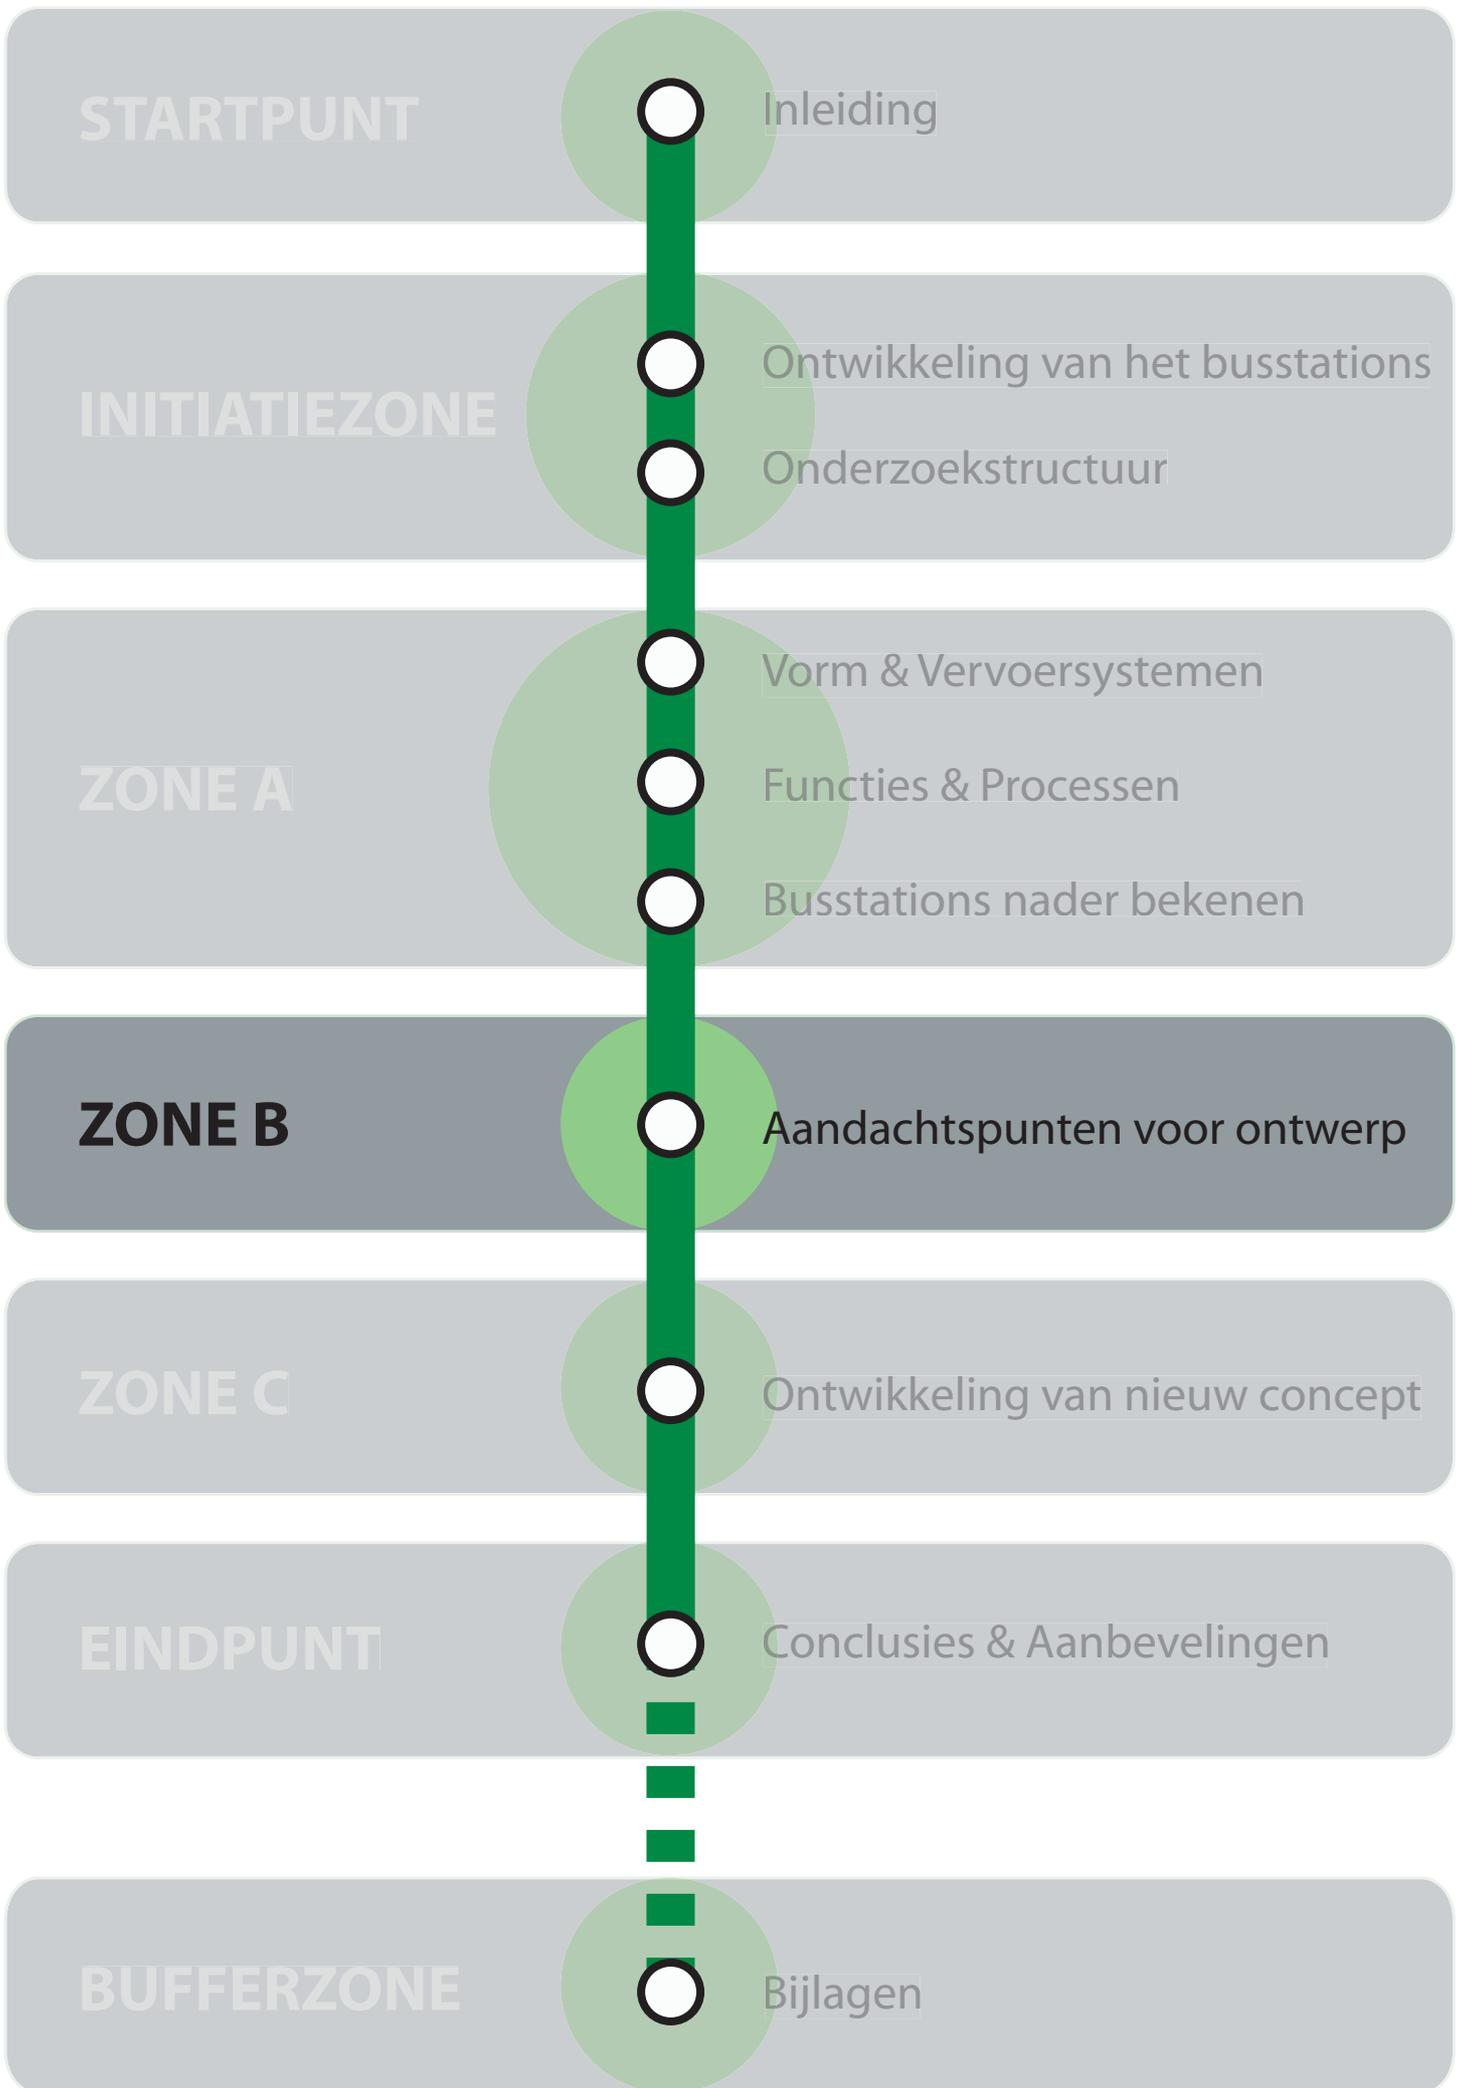 STARTPUNT
Inleiding
INITIATIEZONE
Ontwikkeling van het busstations
Onderzoekstructuur
ZONE A
Vorm & Vervoersystemen
Functies & Processen
Busstations nader bekenen
ZONE B
Aandachtspunten voor ontwerp
ZONE C
Ontwikkeling van nieuw concept
EINDPUNT
Conclusies & Aanbevelingen
BUFFERZONE
Bijlagen